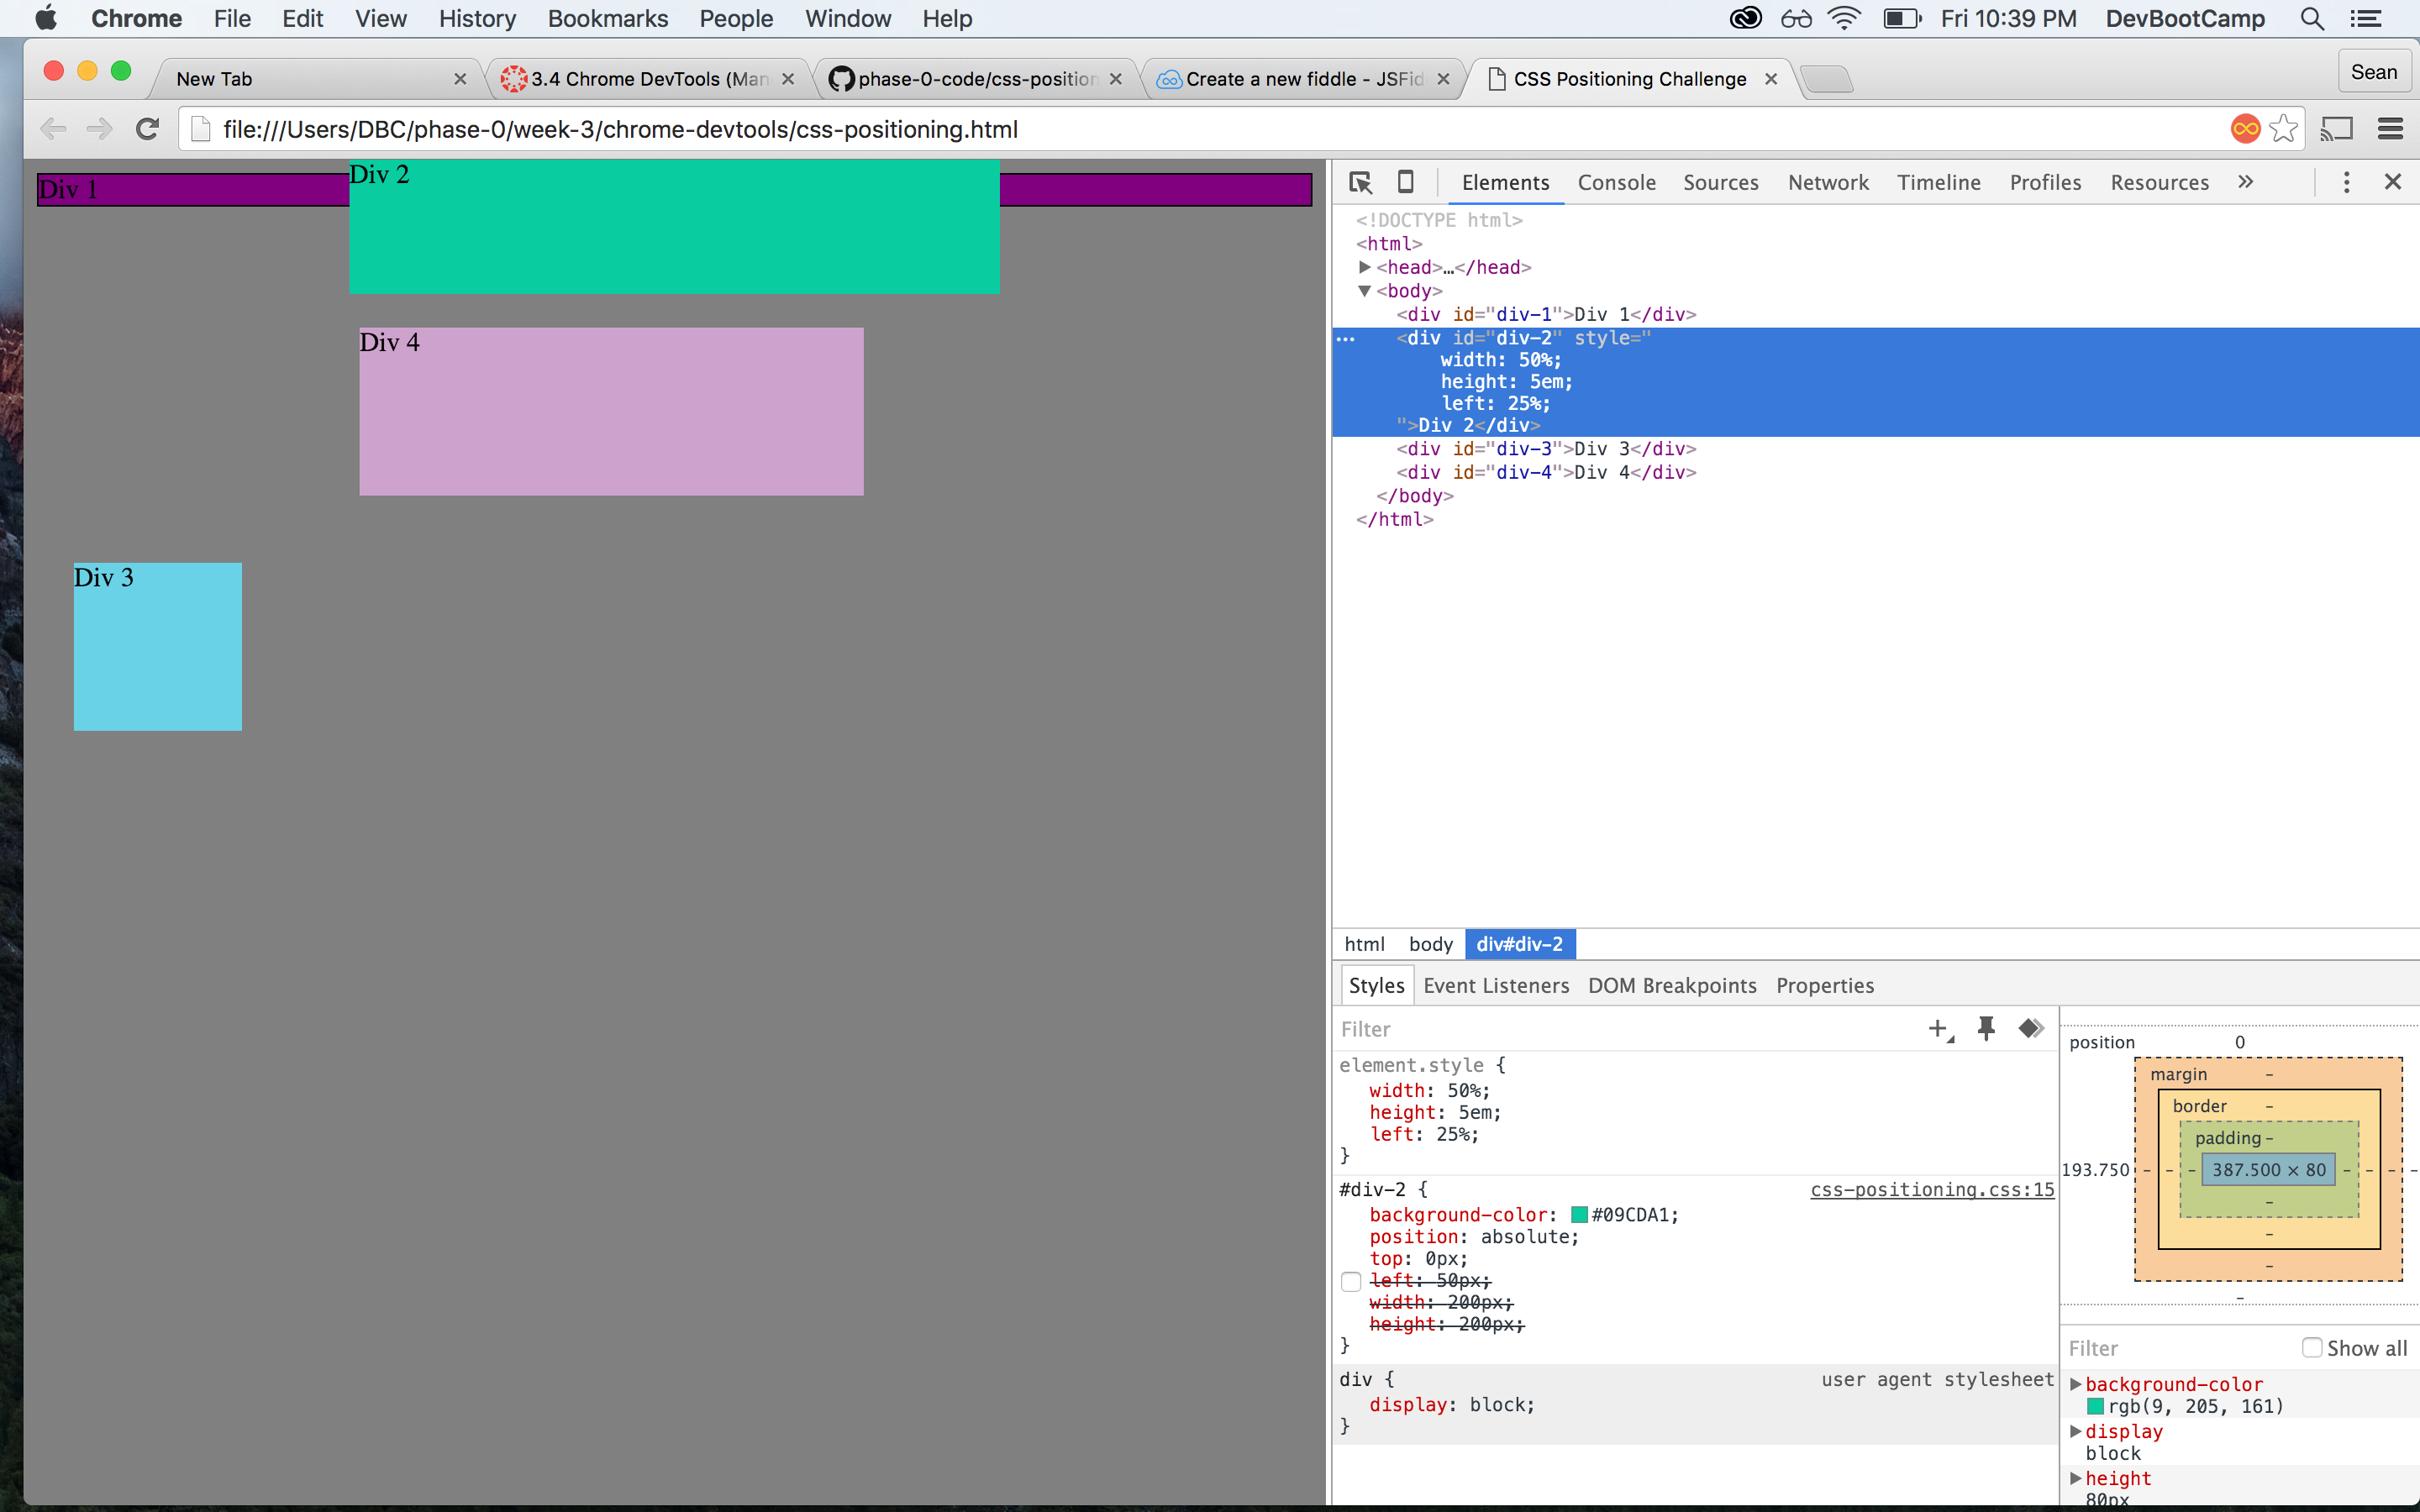 Chrome File Edit View History Bookmarks People Window Help Fri 10:39 PM DevBootCamp
New Tab 3.4 Chrome DevTools (Man phase-0-code/css-position Create a new fiddle - JSFid CSS Positioning Challenge Sean
file:///Users/DBC/phase-0/week-3/chrome-devtools/css-positioning.html
Div 1
Div 2
Div 4
Div 3
Elements Console Sources Network Timeline Profiles Resources »
<!DOCTYPE html>
<html>
<head>…</head>
<body>
<div id="div-1">Div 1</div>
<div id="div-2" style="
width: 50%;
height: 5em;
left: 25%;
">Div 2</div>
<div id="div-3">Div 3</div>
<div id="div-4">Div 4</div>
</body>
</html>
html body div#div-2
Styles Event Listeners DOM Breakpoints Properties
Filter
element.style {
width: 50%;
height: 5em;
left: 25%;
}
#div-2 { css-positioning.css:15
background-color: #09CDA1;
position: absolute;
top: 0px;
left: 50px;
width: 200px;
height: 200px;
}
div { user agent stylesheet
display: block;
}
position 0
margin -
border -
padding -
193.750 - - - 387.500 × 80 - - - -
-
-
-
-
Filter Show all
background-color
rgb(9, 205, 161)
display
block
height
80px